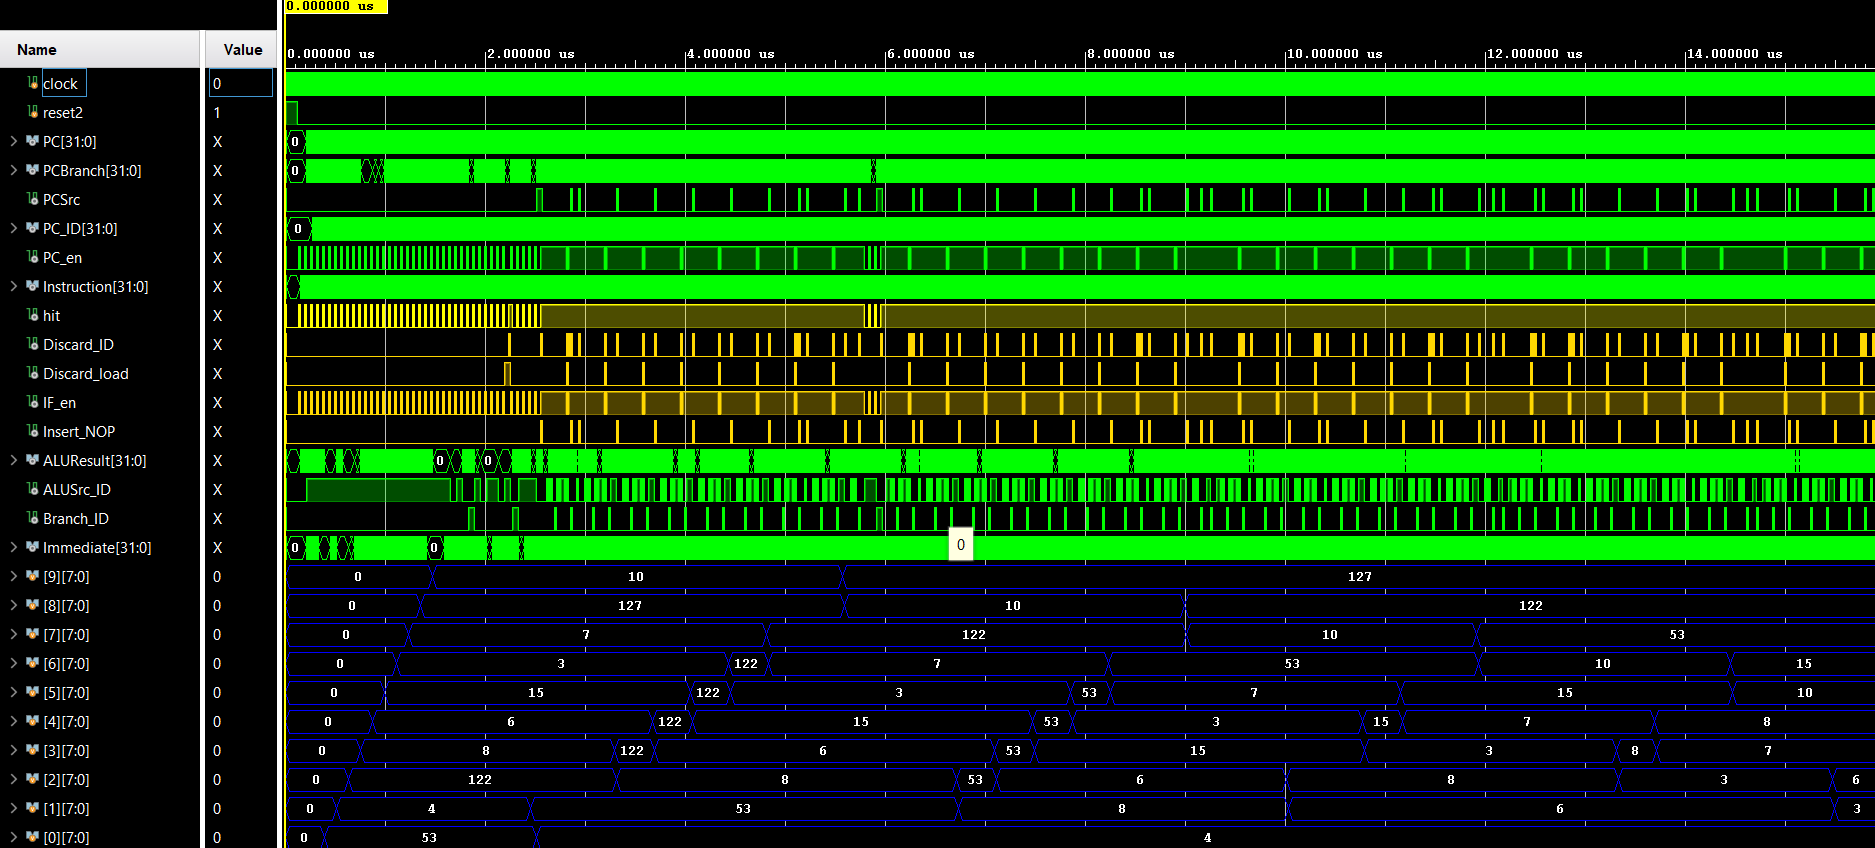 0.000000 us
Name Value 0.000000 us 2.000000 us 4.000000 us 6.000000 us 8.000000 us 10.000000 us 12.000000 us 14.000000 us
clock 0
reset2 1
PC[31:0] X 0
PCBranch[31:0] X 0
PCSrc X
PC_ID[31:0] X 0
PC_en X
Instruction[31:0] X
hit X
Discard_ID X
Discard_load X
IF_en X
Insert_NOP X
ALUResult[31:0] X 0 0
ALUSrc_ID X
Branch_ID X
Immediate[31:0] X 0 0 0
[9][7:0] 0 0 10 127
[8][7:0] 0 0 127 10 122
[7][7:0] 0 0 7 122 10 53
[6][7:0] 0 0 3 122 7 53 10 15
[5][7:0] 0 0 15 122 3 53 7 15 10
[4][7:0] 0 0 6 122 15 53 3 15 7 8
[3][7:0] 0 0 8 122 6 53 15 3 8 7
[2][7:0] 0 0 122 8 53 6 8 3 6
[1][7:0] 0 0 4 53 8 6 3
[0][7:0] 0 0 53 4